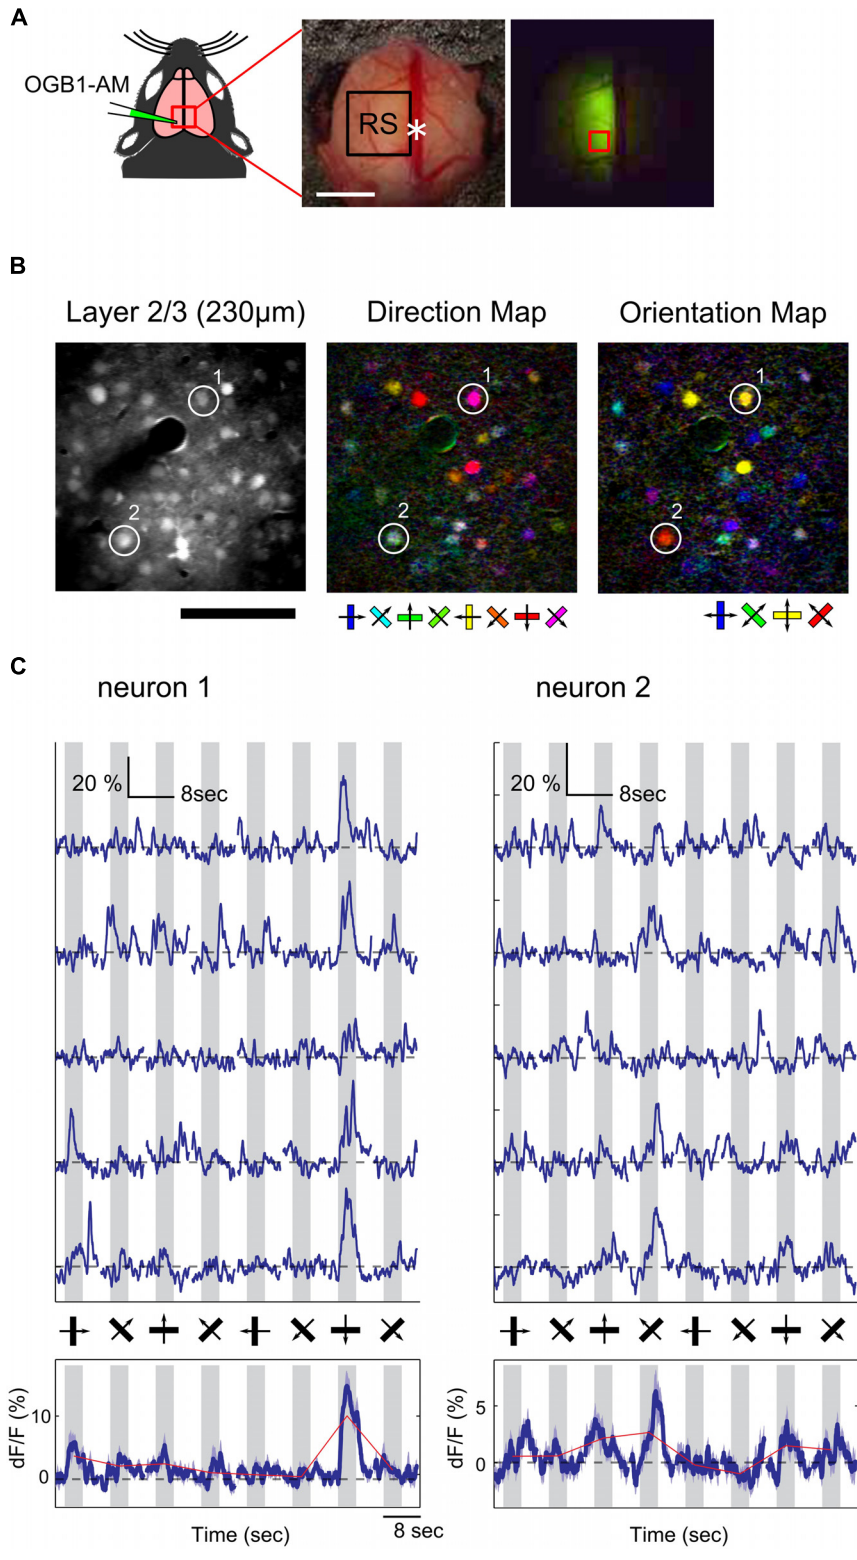 A
OGB1-AM
RS
*
B
Layer 2/3 (230µm)
Direction Map
Orientation Map
1
1
1
2
2
2
C
neuron 1
neuron 2
20 %
8sec
20 %
8sec
dF/F (%)
10
0
Time (sec)
8 sec
dF/F (%)
5
0
Time (sec)